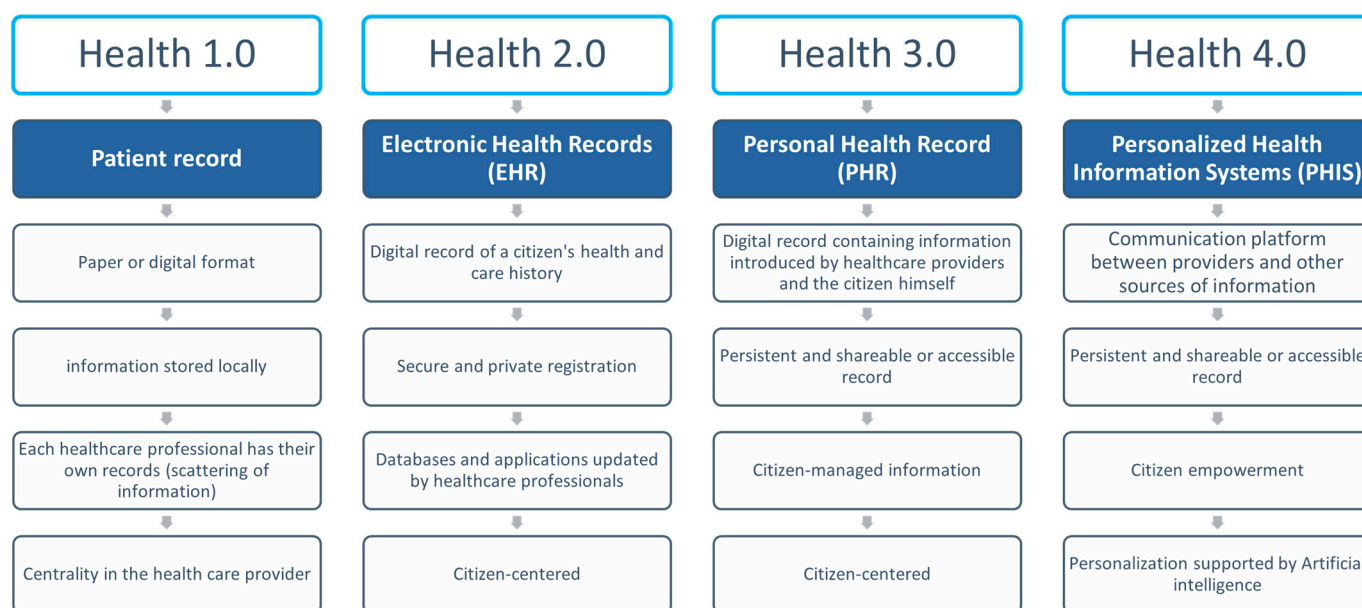 Health 1.0
Patient record
Paper or digital format
information stored locally
Each healthcare professional has their
own records (scattering of
information)
Centrality in the health care provider
Health 2.0
Electronic Health Records
(EHR)
Digital record of a citizen's health and
care history
Secure and private registration
Databases and applications updated
by healthcare professionals
Citizen-centered
Health 3.0
Personal Health Record
(PHR)
Digital record containing information
introduced by healthcare providers
and the citizen himself
Persistent and shareable or accessible
record
Citizen-managed information
Citizen-centered
Health 4.0
Personalized Health
Information Systems (PHIS)
Communication platform
between providers and other
sources of information
Persistent and shareable or accessible
record
Citizen empowerment
Personalization supported by Artificia
intelligence